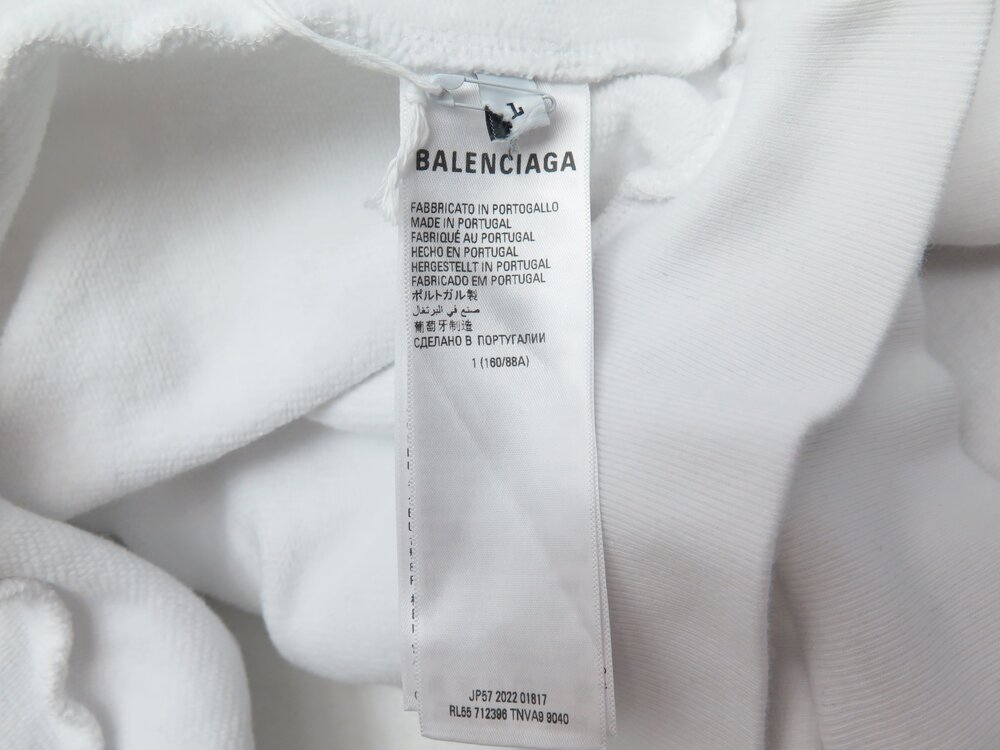 L
BALENCIAGA
FABBRICATO IN PORTOGALLO
MADE IN PORTUGAL
FABRIQUÉ AU PORTUGAL
HECHO EN PORTUGAL
HERGESTELLT IN PORTUGAL
FABRICADO EM PORTUGAL
ポルトガル製
صنع في البرتغال
葡萄牙制造
СДЕЛАНО В ПОРТУГАЛИИ
1 (160/88A)
JP57 2022 01817
RL55 712396 TNVA9 9040